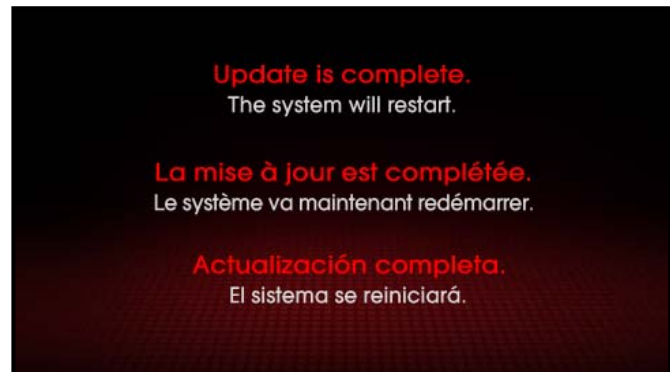 Update is complete.
The system will restart.
La mise à jour est complétée.
Le système va maintenant redémarrer.
Actualización completa.
El sistema se reiniciará.